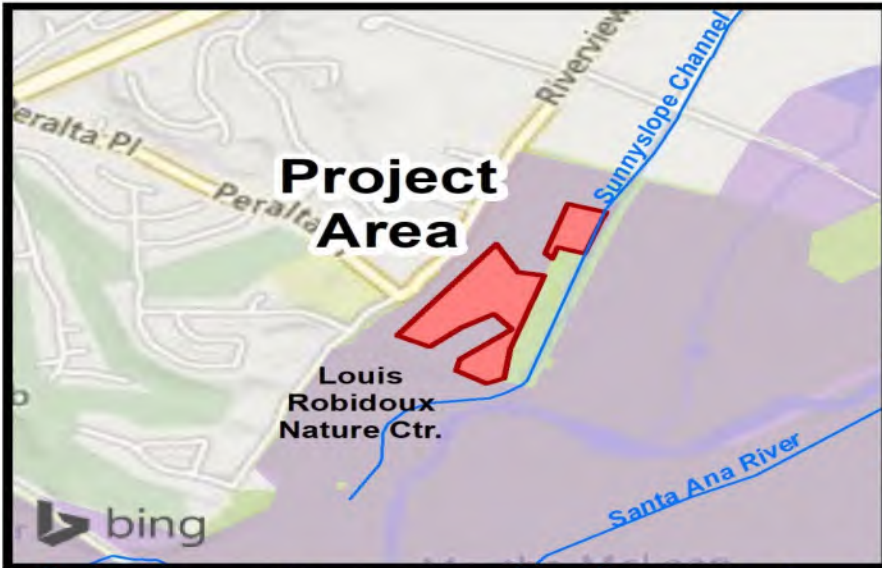 Riverview
Sunnyslope Channel
Peralta Pl
Peralta
Project
Area
Louis
Robidoux
Nature Ctr.
Santa Ana River
bing